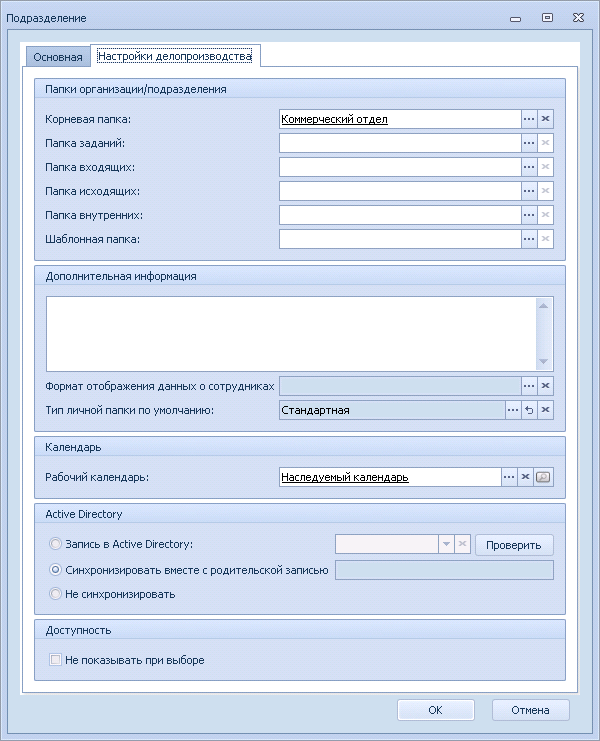 Подразделение
Основная
Настройки делопроизводства
Папки организации/подразделения
Корневая папка:
Коммерческий отдел
Папка заданий:
Папка входящих:
Папка исходящих:
Папка внутренних:
Шаблонная папка:
Дополнительная информация
Формат отображения данных о сотрудниках
Тип личной папки по умолчанию:
Стандартная
Календарь
Рабочий календарь:
Наследуемый календарь
Active Directory
Запись в Active Directory:
Проверить
Синхронизировать вместе с родительской записью
Не синхронизировать
Доступность
Не показывать при выборе
OK
Отмена